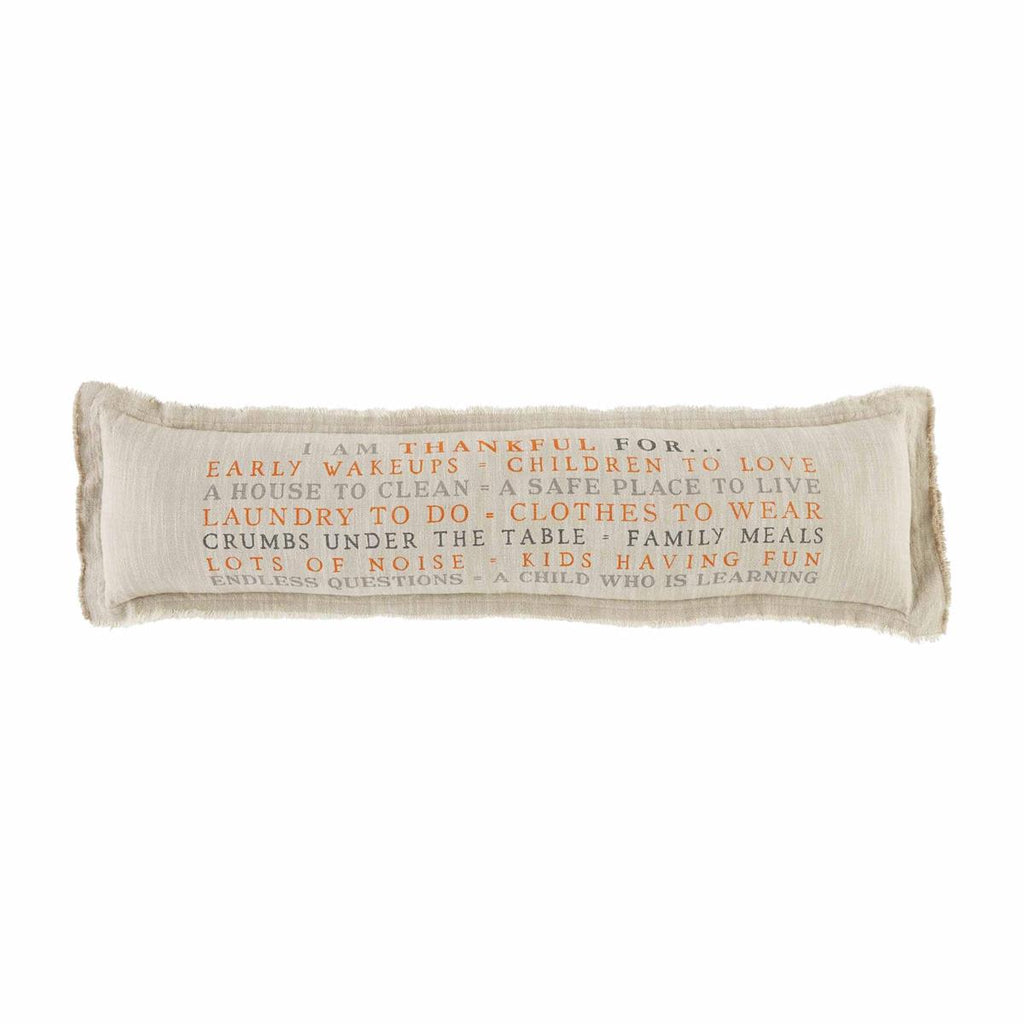 I AM THANKFUL FOR...
EARLY WAKEUPS = CHILDREN TO LOVE
A HOUSE TO CLEAN = A SAFE PLACE TO LIVE
LAUNDRY TO DO = CLOTHES TO WEAR
CRUMBS UNDER THE TABLE = FAMILY MEALS
LOTS OF NOISE = KIDS HAVING FUN
ENDLESS QUESTIONS = A CHILD WHO IS LEARNING